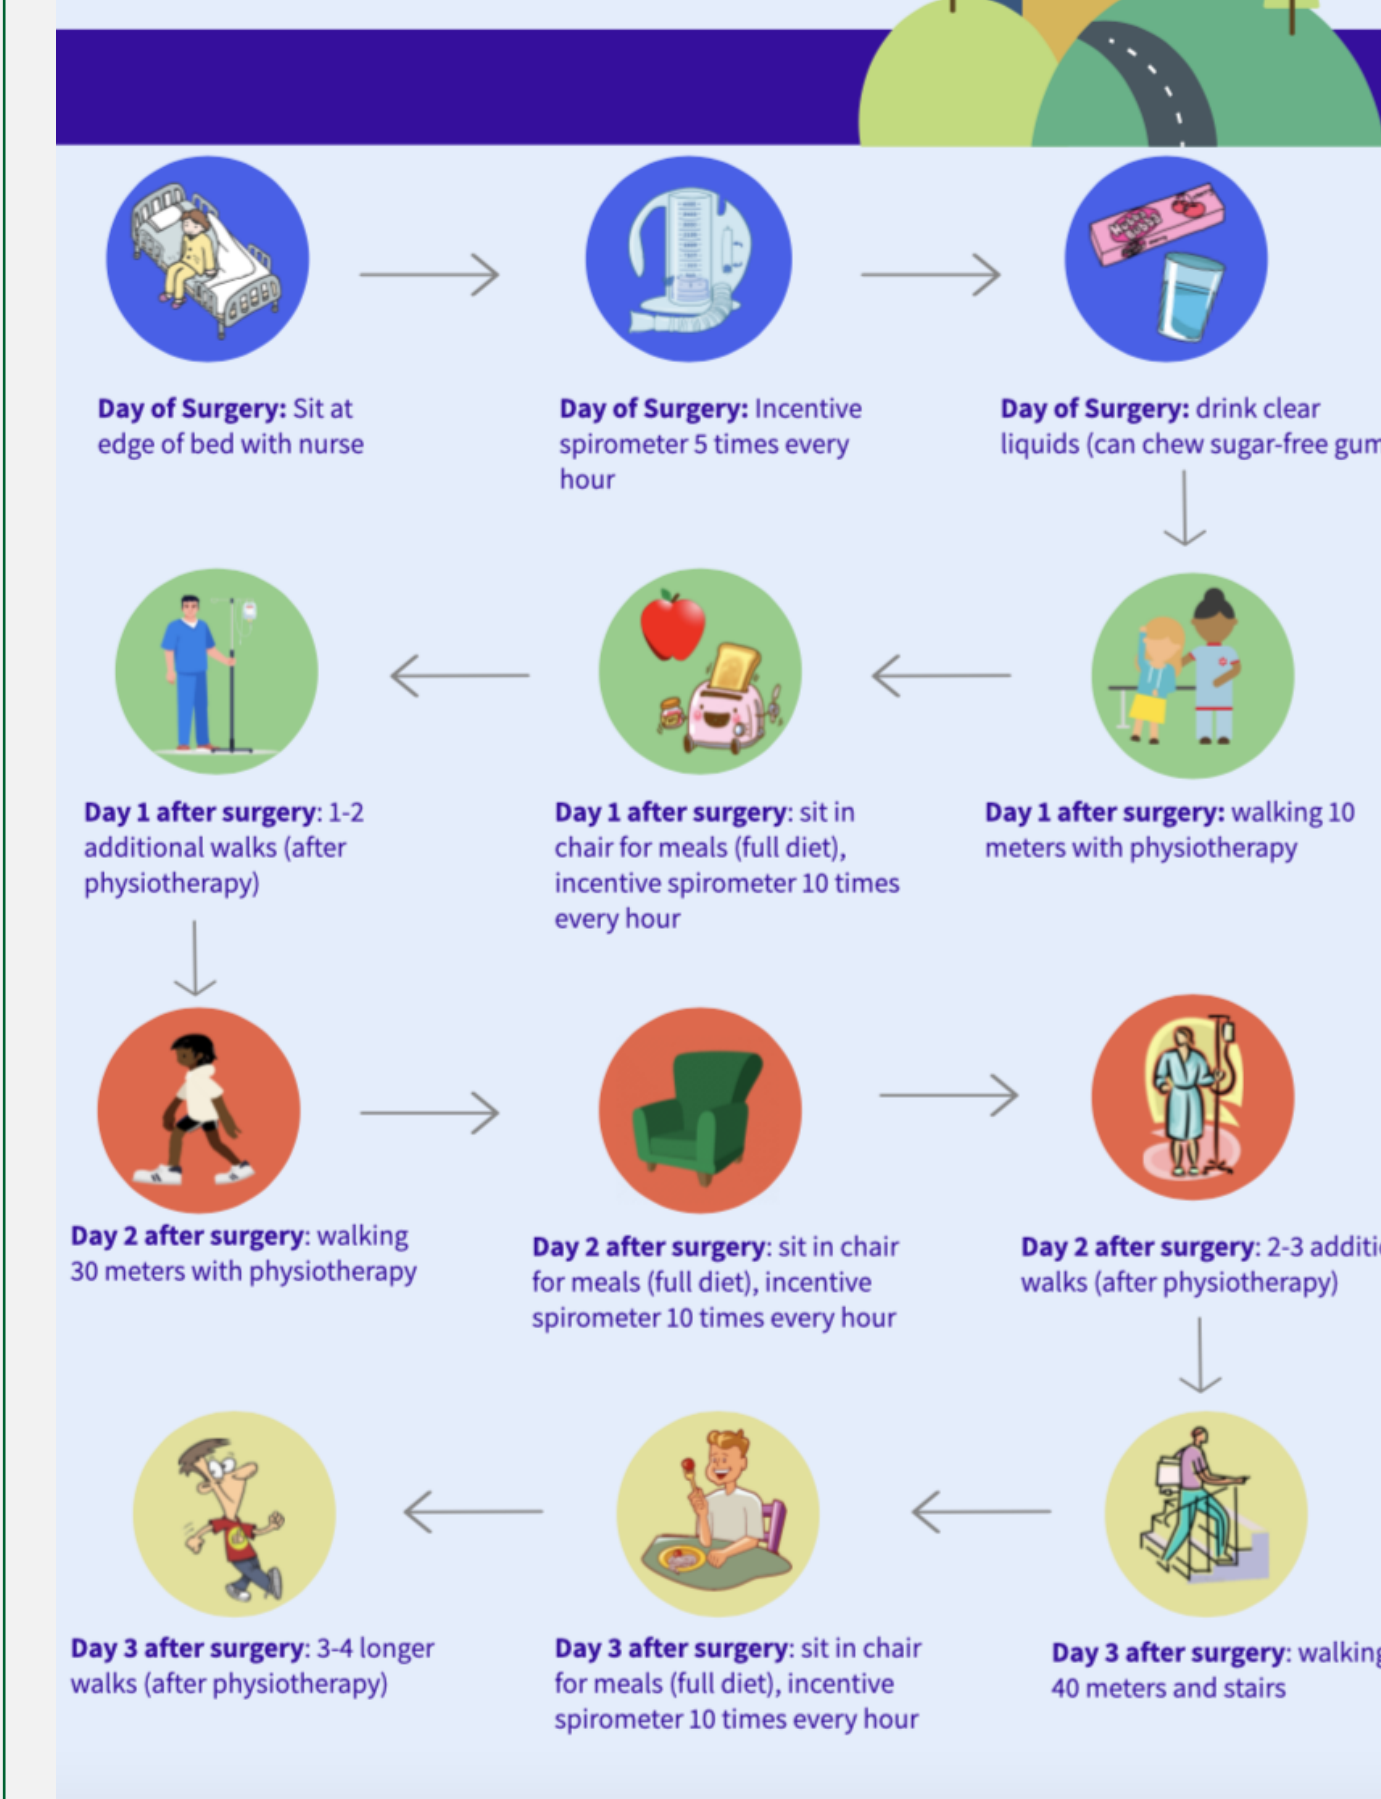 Day of Surgery: Sit at
edge of bed with nurse
Day of Surgery: Incentive
spirometer 5 times every
hour
Day of Surgery: drink clear
liquids (can chew sugar-free gum
Day 1 after surgery: 1-2
additional walks (after
physiotherapy)
Day 1 after surgery: sit in
chair for meals (full diet),
incentive spirometer 10 times
every hour
Day 1 after surgery: walking 10
meters with physiotherapy
Day 2 after surgery: walking
30 meters with physiotherapy
Day 2 after surgery: sit in chair
for meals (full diet), incentive
spirometer 10 times every hour
Day 2 after surgery: 2-3 additi
walks (after physiotherapy)
Day 3 after surgery: 3-4 longer
walks (after physiotherapy)
Day 3 after surgery: sit in chair
for meals (full diet), incentive
spirometer 10 times every hour
Day 3 after surgery: walking
40 meters and stairs